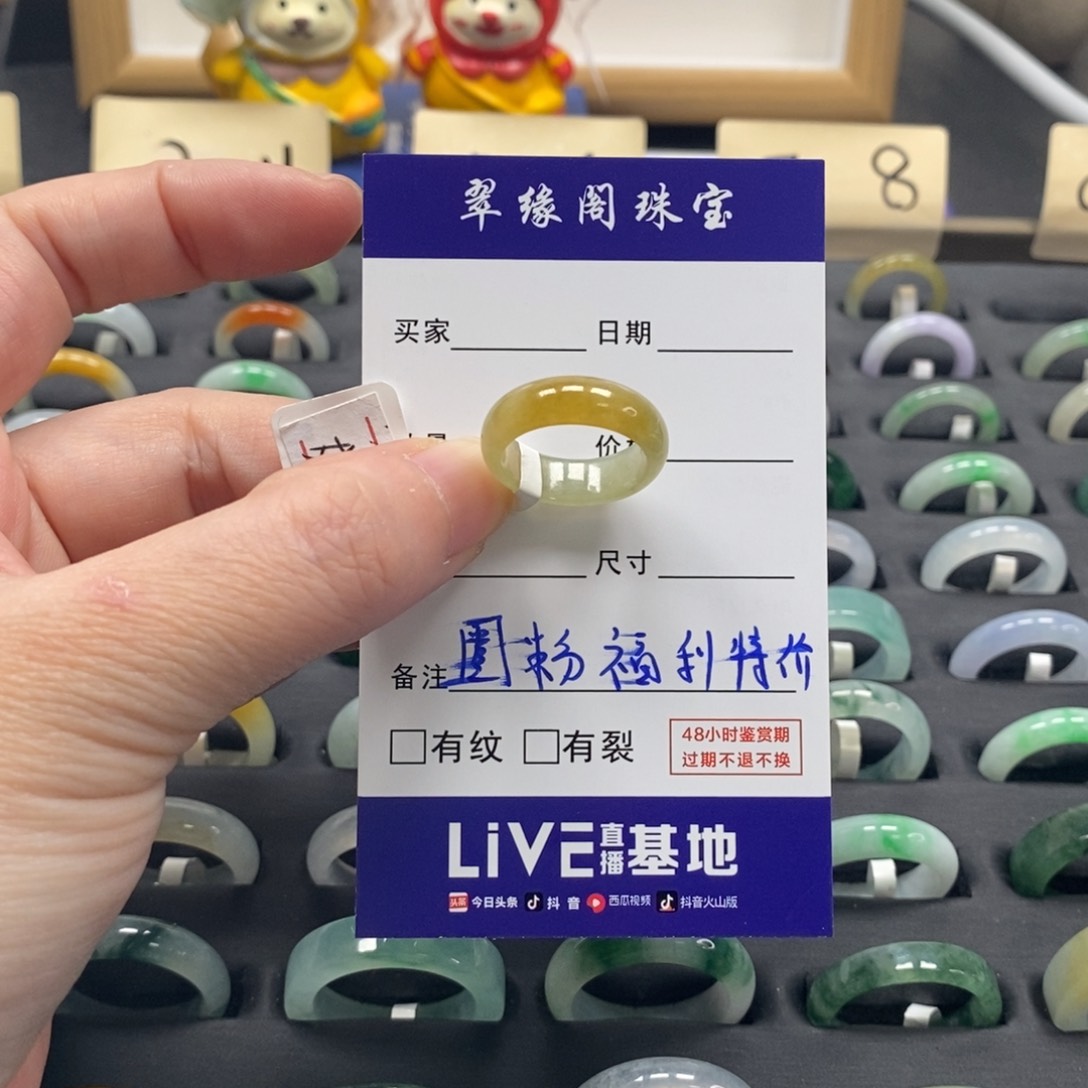 8
翠缘阁珠宝
买家 日期
价
尺寸
备注 圈粉福利特价
有纹 有裂
48小时鉴赏期
过期不退不换
LiVE直播基地
头条 今日头条 抖音 西瓜视频 抖音火山版